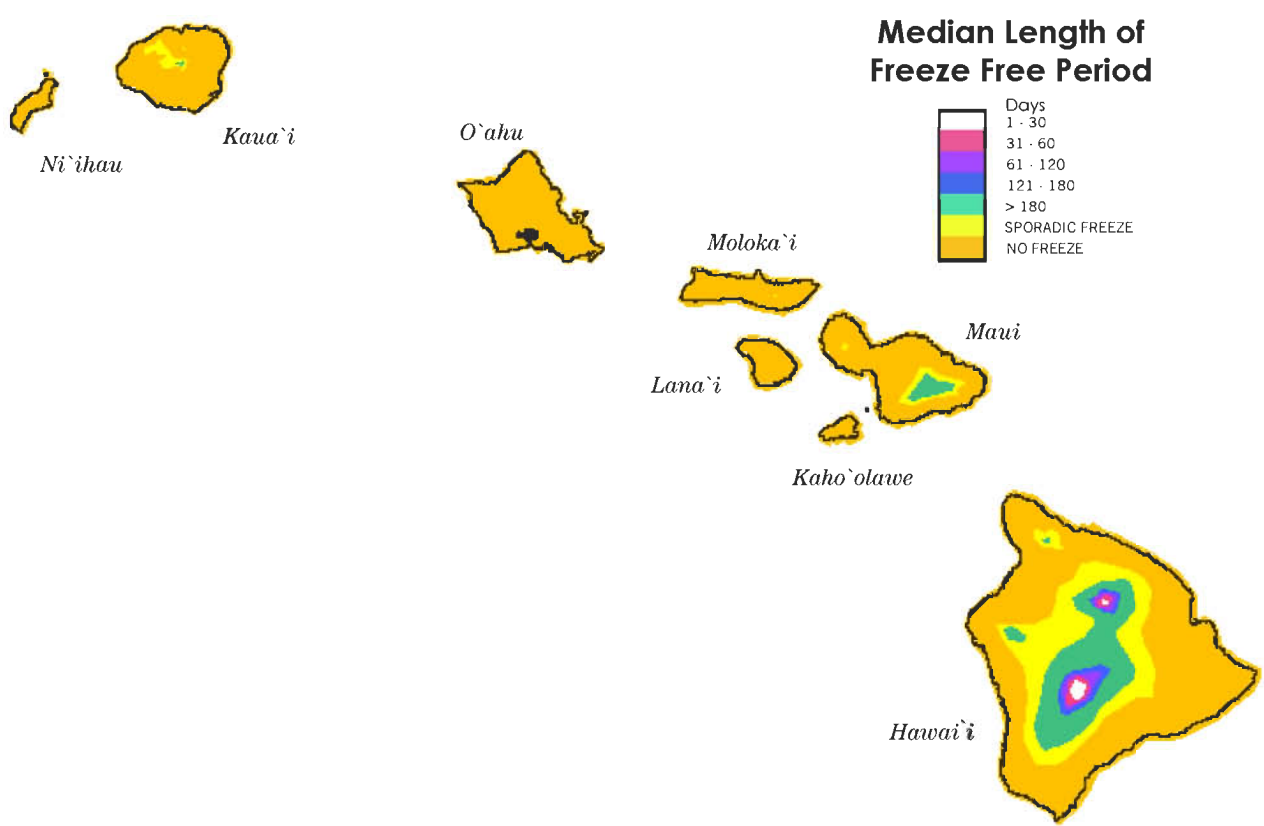 Median Length of
Freeze Free Period
Days
1 - 30
31 - 60
61 - 120
121 - 180
> 180
SPORADIC FREEZE
NO FREEZE
Kaua`i
Ni`ihau
O`ahu
Moloka`i
Maui
Lana`i
Kaho`olawe
Hawai`i